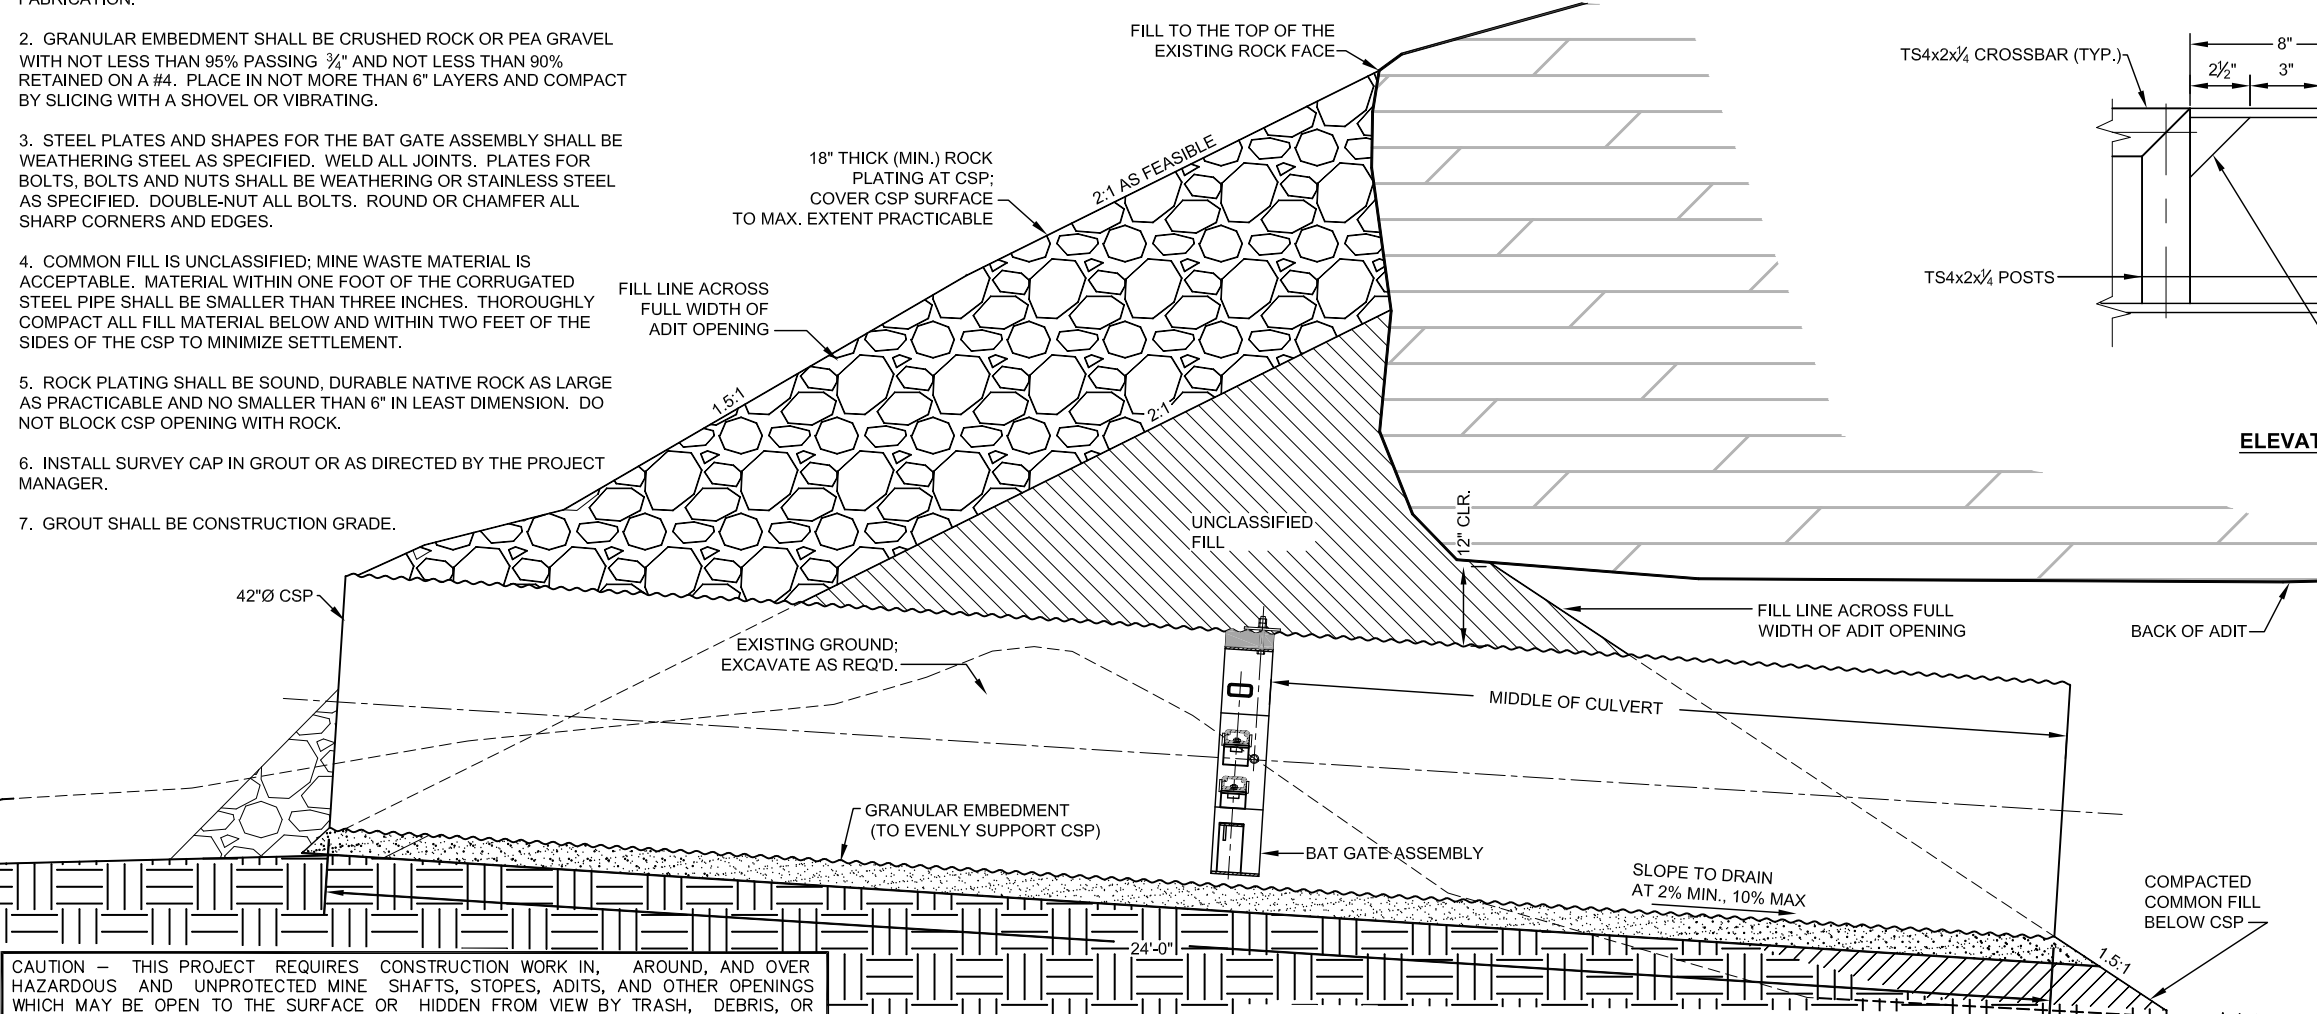 FABRICATION.
2. GRANULAR EMBEDMENT SHALL BE CRUSHED ROCK OR PEA GRAVEL
WITH NOT LESS THAN 95% PASSING ¾" AND NOT LESS THAN 90%
RETAINED ON A #4. PLACE IN NOT MORE THAN 6" LAYERS AND COMPACT
BY SLICING WITH A SHOVEL OR VIBRATING.
3. STEEL PLATES AND SHAPES FOR THE BAT GATE ASSEMBLY SHALL BE
WEATHERING STEEL AS SPECIFIED. WELD ALL JOINTS. PLATES FOR
BOLTS, BOLTS AND NUTS SHALL BE WEATHERING OR STAINLESS STEEL
AS SPECIFIED. DOUBLE-NUT ALL BOLTS. ROUND OR CHAMFER ALL
SHARP CORNERS AND EDGES.
4. COMMON FILL IS UNCLASSIFIED; MINE WASTE MATERIAL IS
ACCEPTABLE. MATERIAL WITHIN ONE FOOT OF THE CORRUGATED
STEEL PIPE SHALL BE SMALLER THAN THREE INCHES. THOROUGHLY
COMPACT ALL FILL MATERIAL BELOW AND WITHIN TWO FEET OF THE
SIDES OF THE CSP TO MINIMIZE SETTLEMENT.
5. ROCK PLATING SHALL BE SOUND, DURABLE NATIVE ROCK AS LARGE
AS PRACTICABLE AND NO SMALLER THAN 6" IN LEAST DIMENSION. DO
NOT BLOCK CSP OPENING WITH ROCK.
6. INSTALL SURVEY CAP IN GROUT OR AS DIRECTED BY THE PROJECT
MANAGER.
7. GROUT SHALL BE CONSTRUCTION GRADE.
FILL TO THE TOP OF THE
EXISTING ROCK FACE
18" THICK (MIN.) ROCK
PLATING AT CSP;
COVER CSP SURFACE
TO MAX. EXTENT PRACTICABLE
2:1 AS FEASIBLE
FILL LINE ACROSS
FULL WIDTH OF
ADIT OPENING
1.5:1
2:1
UNCLASSIFIED
FILL
12" CLR.
42"Ø CSP
EXISTING GROUND;
EXCAVATE AS REQ'D.
FILL LINE ACROSS FULL
WIDTH OF ADIT OPENING
BACK OF ADIT
MIDDLE OF CULVERT
GRANULAR EMBEDMENT
(TO EVENLY SUPPORT CSP)
BAT GATE ASSEMBLY
SLOPE TO DRAIN
AT 2% MIN., 10% MAX
COMPACTED
COMMON FILL
BELOW CSP
1.5:1
24'-0"
TS4x2x¼ CROSSBAR (TYP.)
8"
2½"
3"
TS4x2x¼ POSTS
ELEVAT
CAUTION – THIS PROJECT REQUIRES CONSTRUCTION WORK IN, AROUND, AND OVER
HAZARDOUS AND UNPROTECTED MINE SHAFTS, STOPES, ADITS, AND OTHER OPENINGS
WHICH MAY BE OPEN TO THE SURFACE OR HIDDEN FROM VIEW BY TRASH, DEBRIS, OR